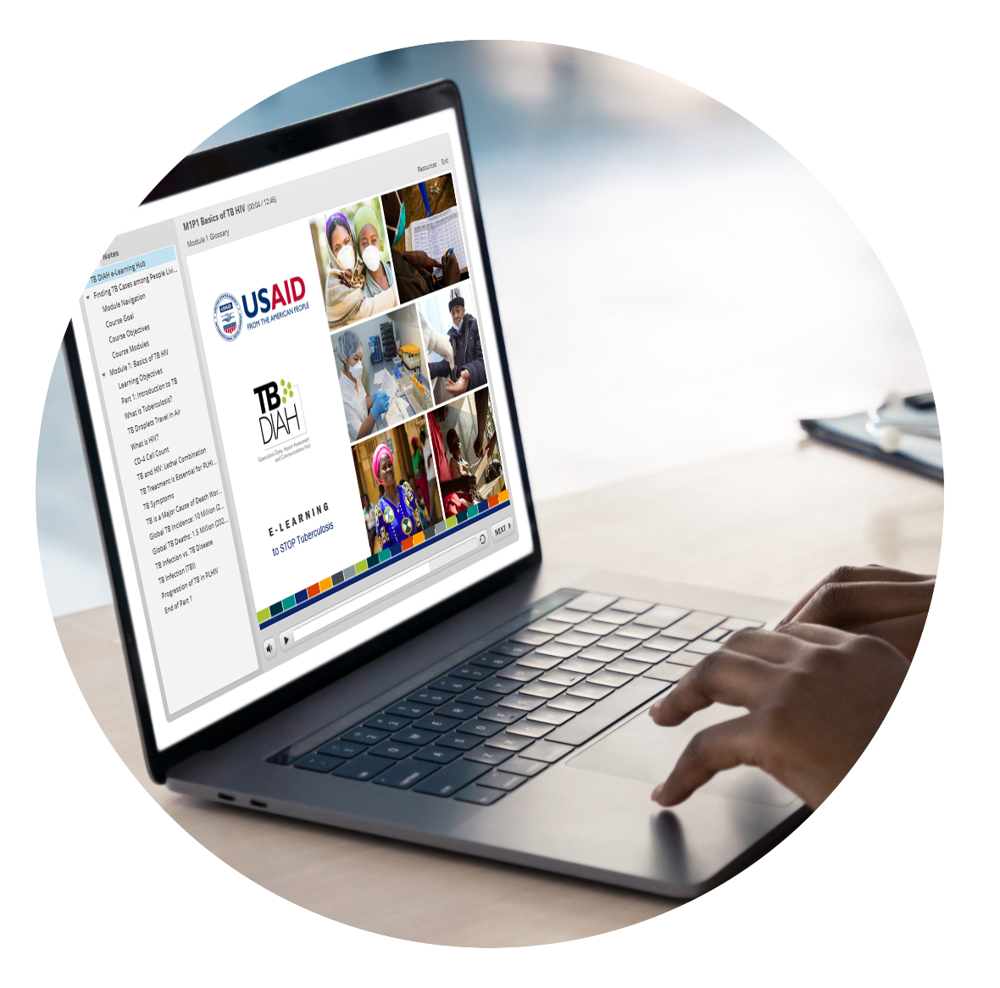 Resources Exit
M1P1 Basics of TB HIV (00:04 / 12:46)
Module 1 Glossary
Notes
TB DIAH e-Learning Hub
Finding TB Cases among People Livi...
Module Navigation
Course Goal
Course Objectives
Course Modules
Module 1: Basics of TB HIV
Learning Objectives
Part 1: Introduction to TB
What is Tuberculosis?
TB Droplets Travel in Air
What is HIV?
CD-4 Cell Count
TB and HIV: Lethal Combination
TB Treatment is Essential for PLHI...
TB Symptoms
TB is a Major Cause of Death Wor...
Global TB Incidence: 10 Million (2...
Global TB Deaths: 1.5 Million (202...
TB Infection vs. TB Disease
TB Infection (TBI)
Progression of TB in PLHIV
End of Part 1
USAID
USAID
FROM THE AMERICAN PEOPLE
TB
DIAH
Tuberculosis Data, Impact Assessment
and Communications Hub
E-LEARNING
to STOP Tuberculosis
NEXT